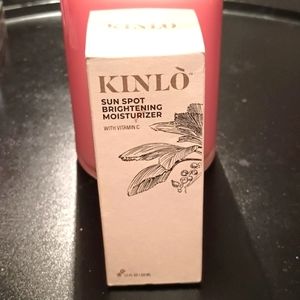 KINLÒ
SUN SPOT
BRIGHTENING
MOISTURIZER
WITH VITAMIN C